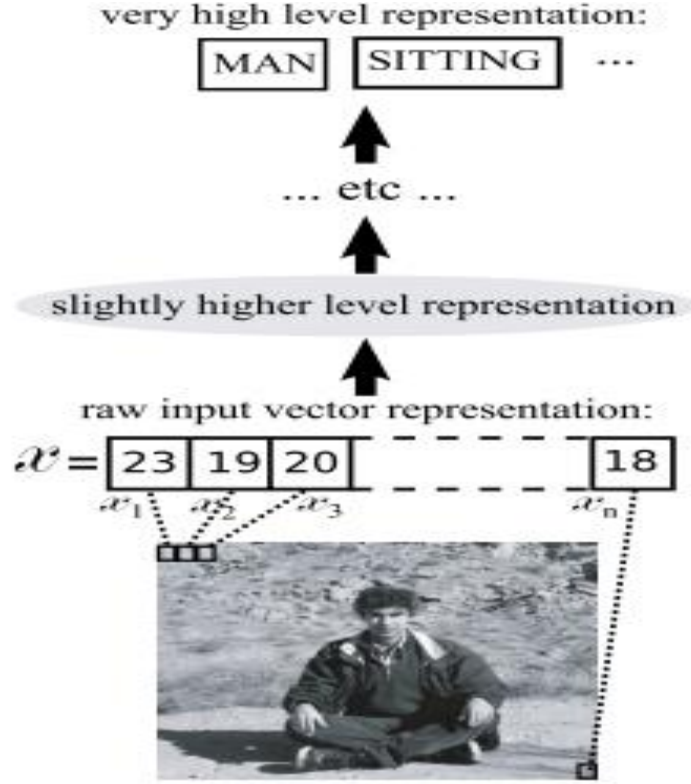 very high level representation:
MAN SITTING ...
... etc ...
slightly higher level representation
raw input vector representation:
x = 23 19 20 18
x₁ x₂ x₃ xₙ